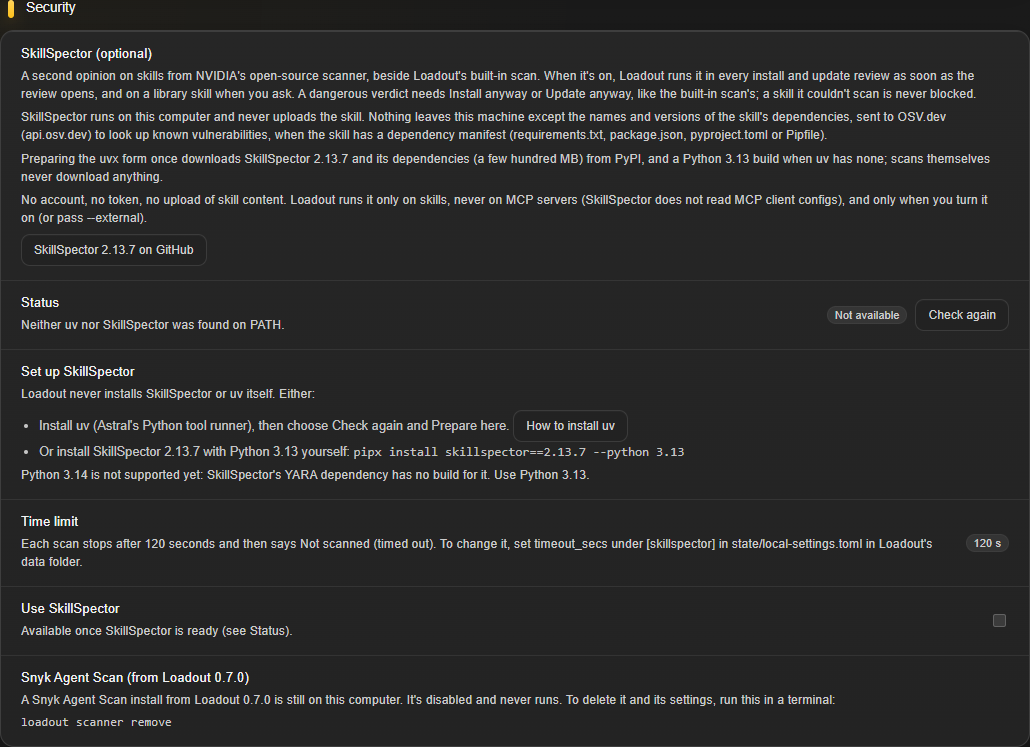 Security
SkillSpector (optional)
A second opinion on skills from NVIDIA's open-source scanner, beside Loadout's built-in scan. When it's on, Loadout runs it in every install and update review as soon as the
review opens, and on a library skill when you ask. A dangerous verdict needs Install anyway or Update anyway, like the built-in scan's; a skill it couldn't scan is never blocked.
SkillSpector runs on this computer and never uploads the skill. Nothing leaves this machine except the names and versions of the skill's dependencies, sent to OSV.dev
(api.osv.dev) to look up known vulnerabilities, when the skill has a dependency manifest (requirements.txt, package.json, pyproject.toml or Pipfile).
Preparing the uvx form once downloads SkillSpector 2.13.7 and its dependencies (a few hundred MB) from PyPI, and a Python 3.13 build when uv has none; scans themselves
never download anything.
No account, no token, no upload of skill content. Loadout runs it only on skills, never on MCP servers (SkillSpector does not read MCP client configs), and only when you turn it
on (or pass --external).
SkillSpector 2.13.7 on GitHub
Status
Neither uv nor SkillSpector was found on PATH.
Not available
Check again
Set up SkillSpector
Loadout never installs SkillSpector or uv itself. Either:
• Install uv (Astral's Python tool runner), then choose Check again and Prepare here. How to install uv
• Or install SkillSpector 2.13.7 with Python 3.13 yourself: pipx install skillspector==2.13.7 --python 3.13
Python 3.14 is not supported yet: SkillSpector's YARA dependency has no build for it. Use Python 3.13.
Time limit
Each scan stops after 120 seconds and then says Not scanned (timed out). To change it, set timeout_secs under [skillspector] in state/local-settings.toml in Loadout's
data folder.
120 s
Use SkillSpector
Available once SkillSpector is ready (see Status).
Snyk Agent Scan (from Loadout 0.7.0)
A Snyk Agent Scan install from Loadout 0.7.0 is still on this computer. It's disabled and never runs. To delete it and its settings, run this in a terminal:
loadout scanner remove